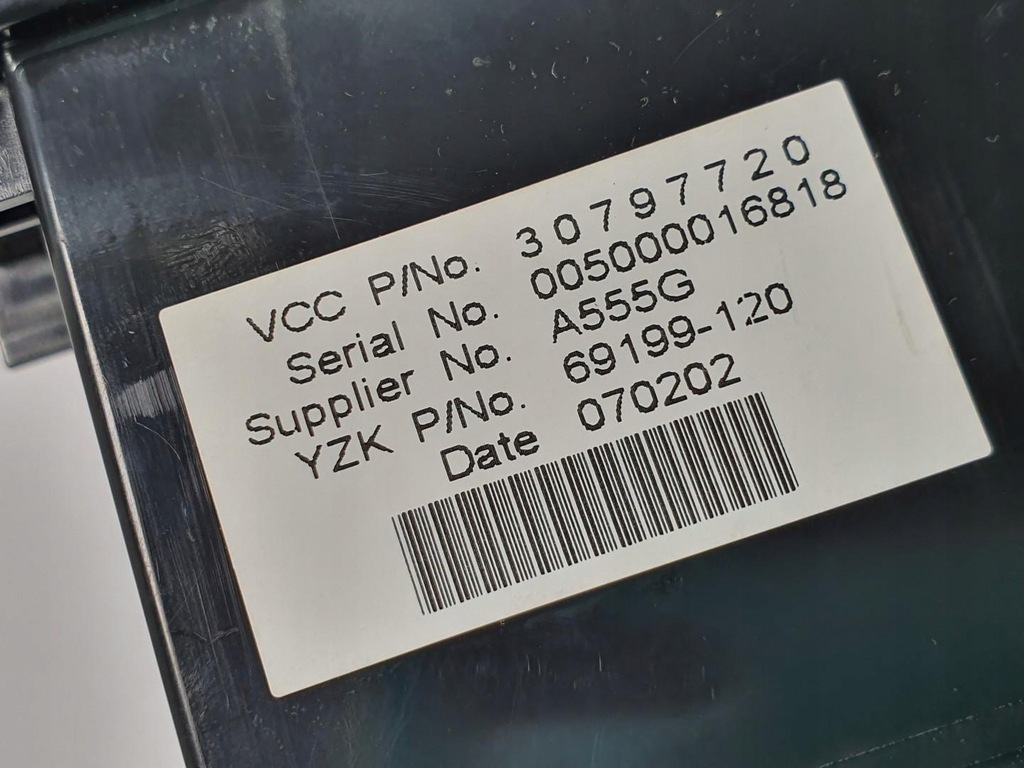 VCC P/No. 30797720
Serial No. 005000016818
Supplier No. A555G
YZK P/No. 69199-120
Date 070202